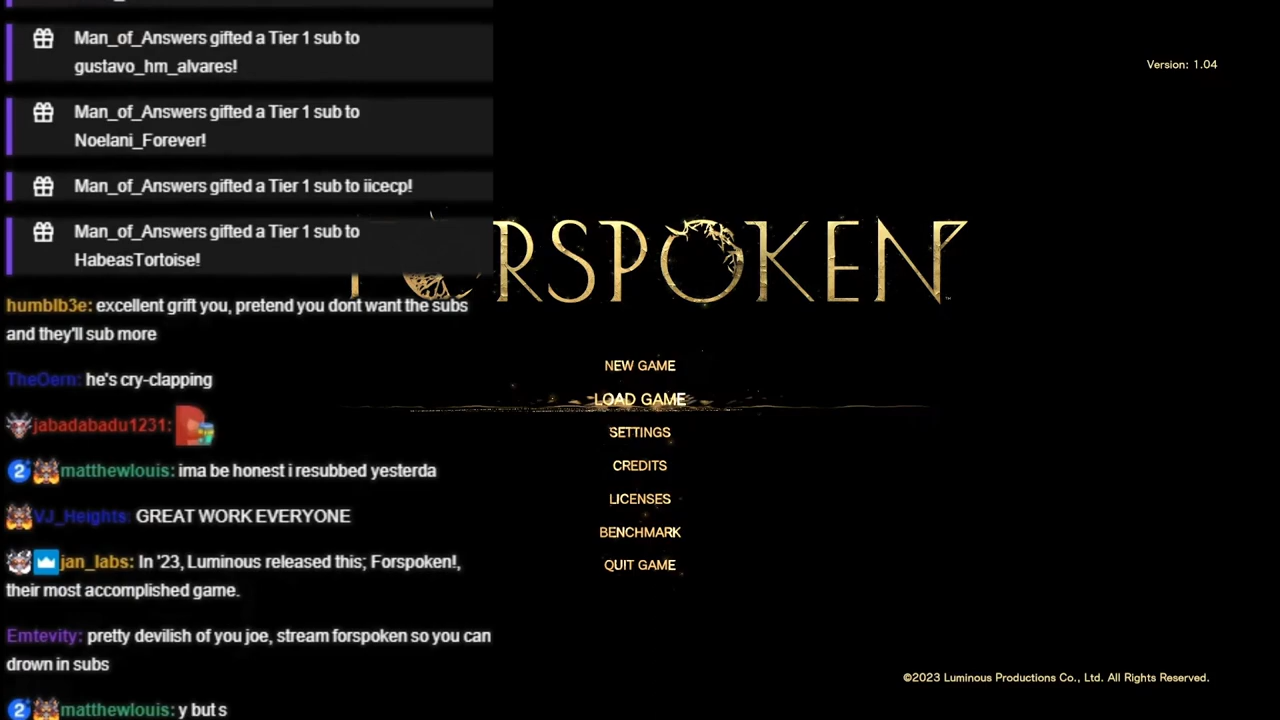 Man_of_Answers gifted a Tier 1 sub to
gustavo_hm_alvares!
Man_of_Answers gifted a Tier 1 sub to
Noelani_Forever!
Man_of_Answers gifted a Tier 1 sub to iicecp!
Man_of_Answers gifted a Tier 1 sub to
HabeasTortoise!
humblb3e: excellent grift you, pretend you dont want the subs
and they'll sub more
TheOern: he's cry-clapping
jabadabadu1231:
2 matthewlouis: ima be honest i resubbed yesterda
VJ_Heights: GREAT WORK EVERYONE
jan_labs: In '23, Luminous released this; Forspoken!,
their most accomplished game.
Emtevity: pretty devilish of you joe, stream forspoken so you can
drown in subs
2 matthewlouis: y but s
Version: 1.04
FORSPOKEN™
NEW GAME
LOAD GAME
SETTINGS
CREDITS
LICENSES
BENCHMARK
QUIT GAME
©2023 Luminous Productions Co., Ltd. All Rights Reserved.